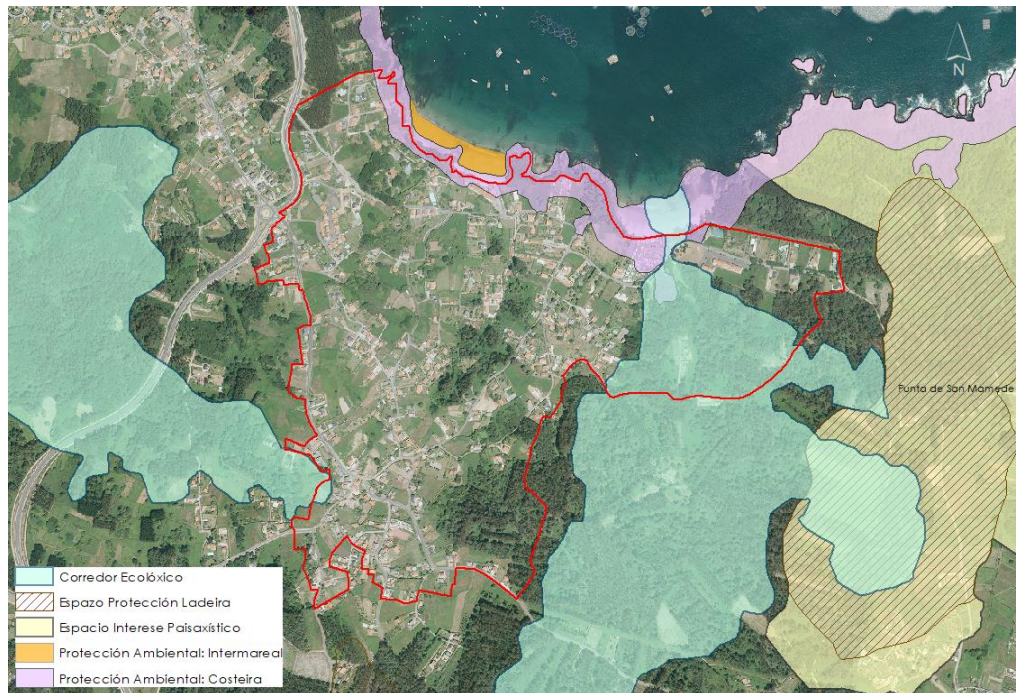 N
Punta de San Mamede
Corredor Ecolóxico
Espazo Protección Ladeira
Espacio Interese Paisaxístico
Protección Ambiental: Intermareal
Protección Ambiental: Costeira